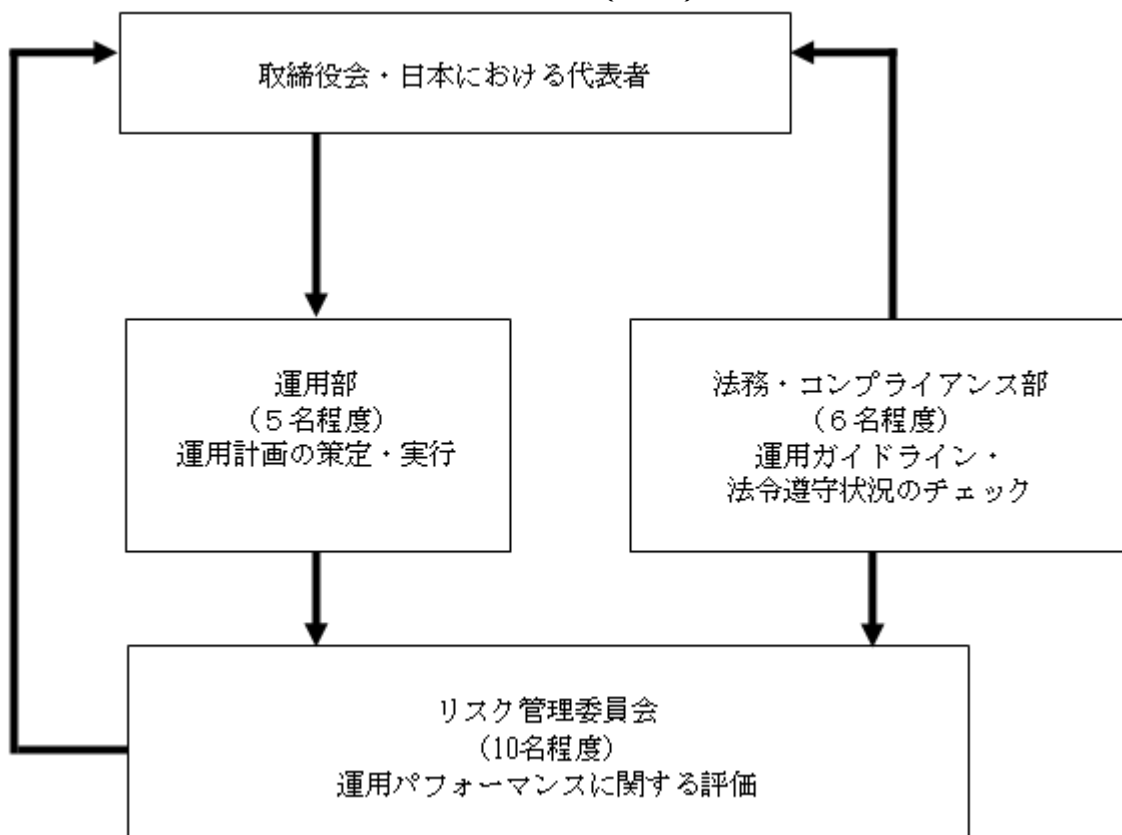 取締役会・日本における代表者
運用部
(5名程度)
運用計画の策定・実行
法務・コンプライアンス部
(6名程度)
運用ガイドライン・
法令遵守状況のチェック
リスク管理委員会
(10名程度)
運用パフォーマンスに関する評価